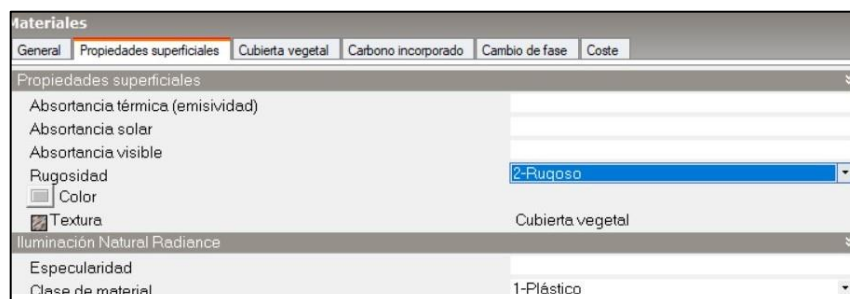 Materiales
General Propiedades superficiales Cubierta vegetal Carbono incorporado Cambio de fase Coste
Propiedades superficiales
Absortancia térmica (emisividad)
Absortancia solar
Absortancia visible
Rugosidad 2-Rugoso
Color
Textura Cubierta vegetal
Iluminación Natural Radiance
Especularidad
Clase de material 1-Plástico